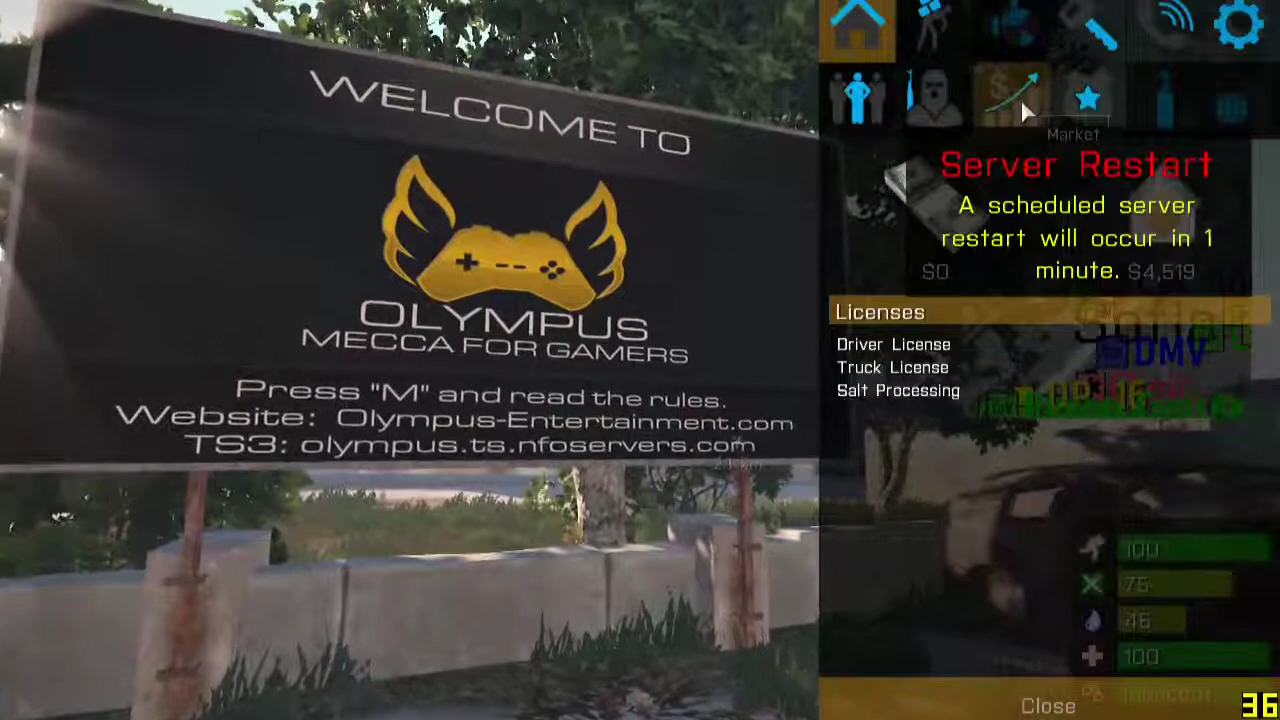 WELCOME TO
OLYMPUS
MECCA FOR GAMERS
Press "M" and read the rules.
Website: Olympus-Entertainment.com
TS3: olympus.ts.nfoservers.com
Market
Server Restart
A scheduled server
restart will occur in 1
minute.
$0
$4,519
Licenses
Driver License
Truck License
Salt Processing
DMV
100
75
46
100
Close
36